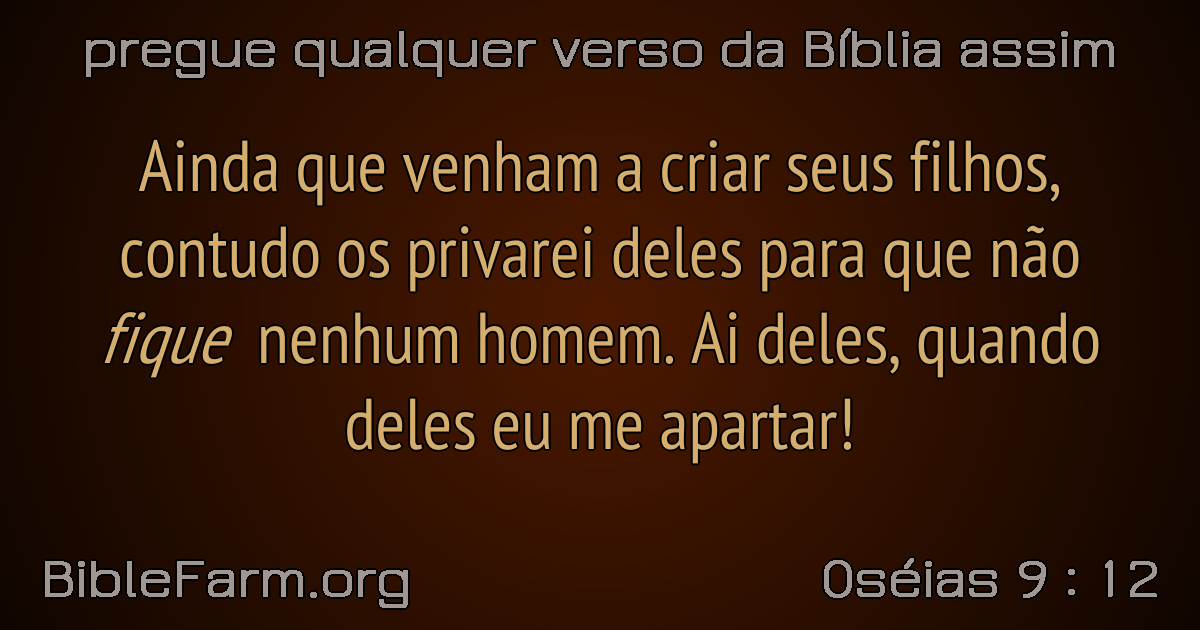 pregue qualquer verso da Bíblia assim
Ainda que venham a criar seus filhos,
contudo os privarei deles para que não
fique nenhum homem. Ai deles, quando
deles eu me apartar!
BibleFarm.org
Oséias 9 : 12